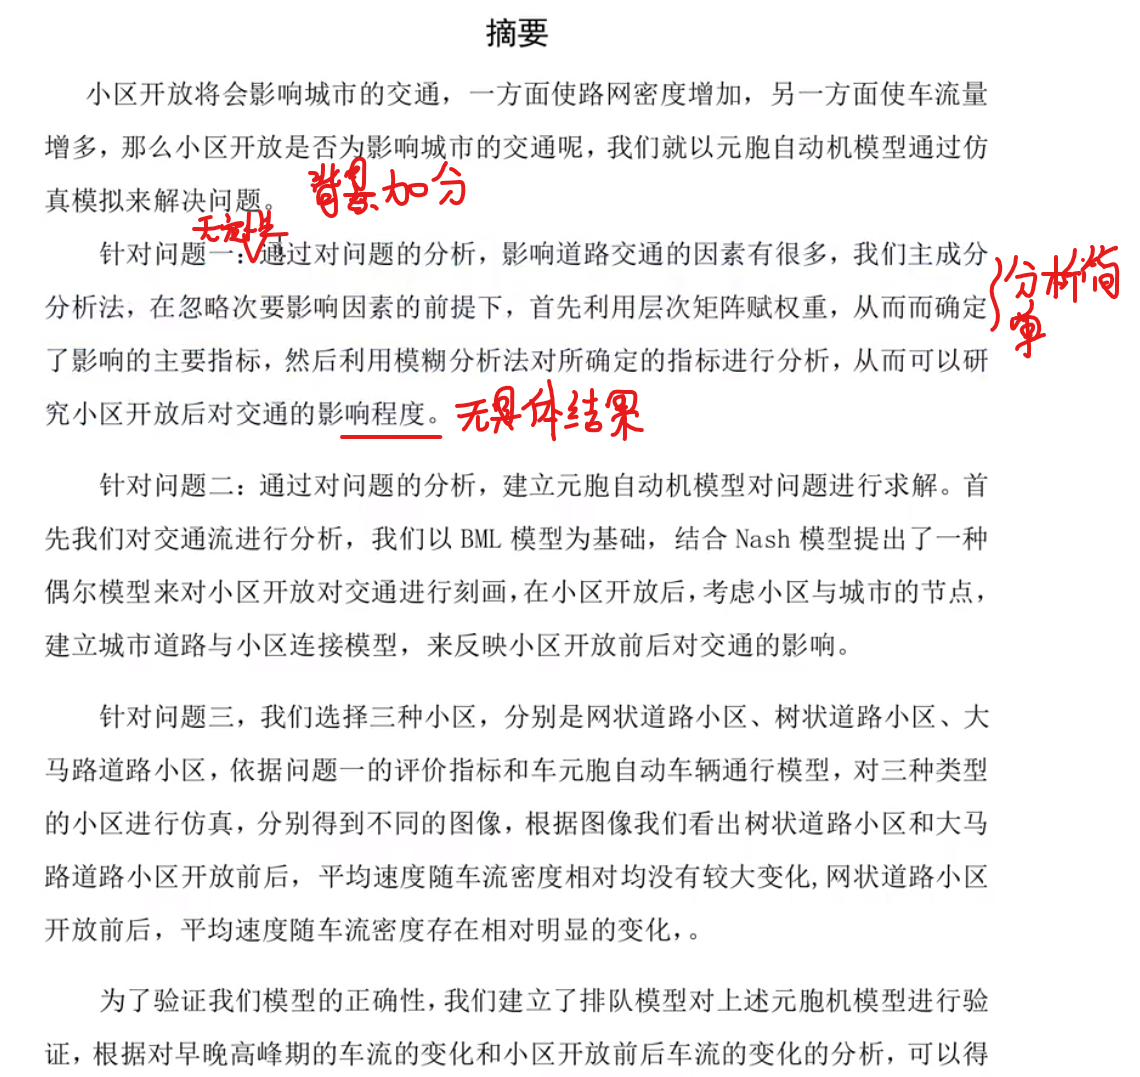 摘要
小区开放将会影响城市的交通，一方面使路网密度增加，另一方面使车流量
增多，那么小区开放是否为影响城市的交通呢，我们就以元胞自动机模型通过仿
真模拟来解决问题。
背景加分
针对问题一：通过对问题的分析，影响道路交通的因素有很多，我们主成分
分析法，在忽略次要影响因素的前提下，首先利用层次矩阵赋权重，从而而确定
了影响的主要指标，然后利用模糊分析法对所确定的指标进行分析，从而可以研
究小区开放后对交通的影响程度。
分析简
单
无具体结果
针对问题二：通过对问题的分析，建立元胞自动机模型对问题进行求解。首
先我们对交通流进行分析，我们以 BML 模型为基础，结合 Nash 模型提出了一种
偶尔模型来对小区开放对交通进行刻画，在小区开放后，考虑小区与城市的节点，
建立城市道路与小区连接模型，来反映小区开放前后对交通的影响。
针对问题三，我们选择三种小区，分别是网状道路小区、树状道路小区、大
马路道路小区，依据问题一的评价指标和车元胞自动车辆通行模型，对三种类型
的小区进行仿真，分别得到不同的图像，根据图像我们看出树状道路小区和大马
路道路小区开放前后，平均速度随车流密度相对均没有较大变化,网状道路小区
开放前后，平均速度随车流密度存在相对明显的变化，。
为了验证我们模型的正确性，我们建立了排队模型对上述元胞机模型进行验
证，根据对早晚高峰期的车流的变化和小区开放前后车流的变化的分析，可以得